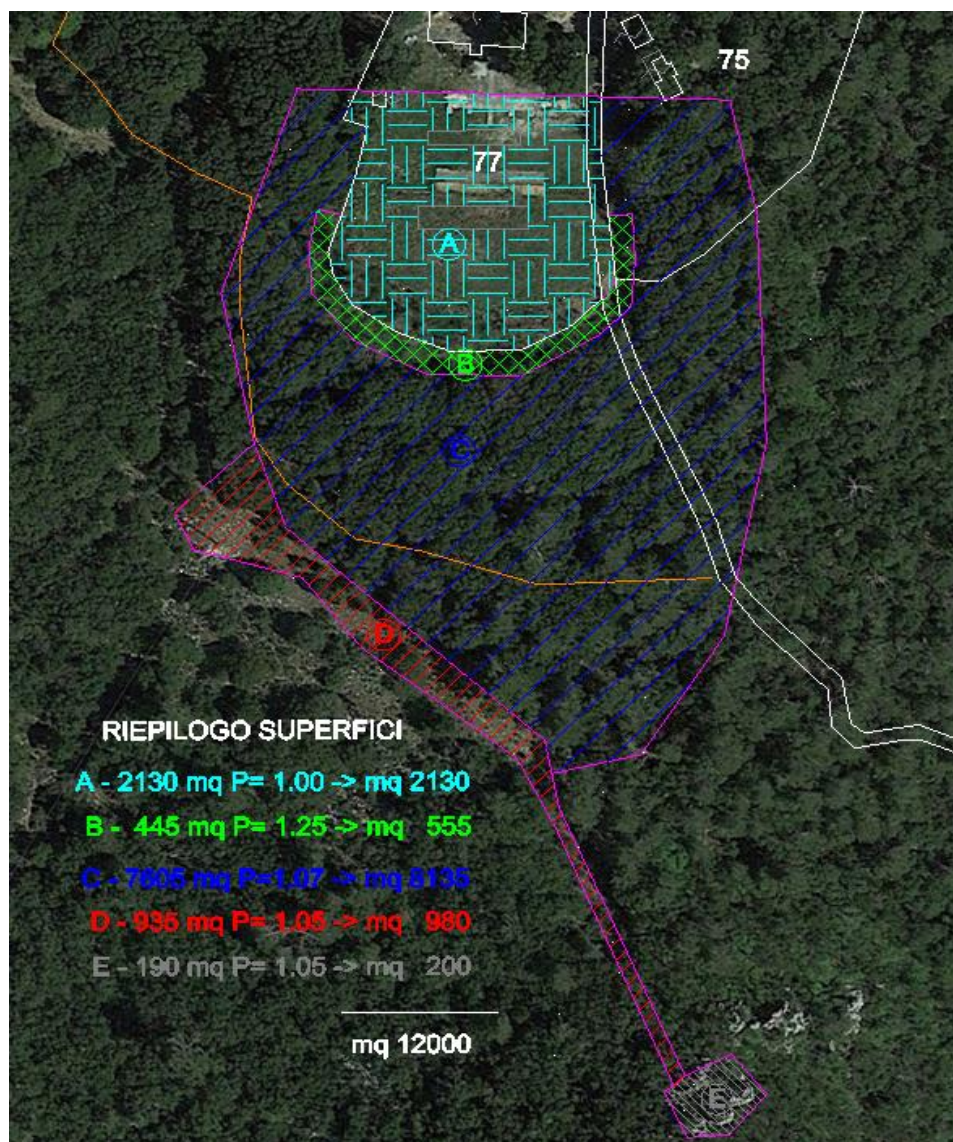 75
77
A
B
C
D
RIEPILOGO SUPERFICI
A - 2130 mq P= 1.00 -> mq 2130
B - 445 mq P= 1.25 -> mq 555
C - 7605 mq P=1.07 -> mq 8135
D - 935 mq P= 1.05 -> mq 980
E - 190 mq P= 1.05 -> mq 200
mq 12000
E